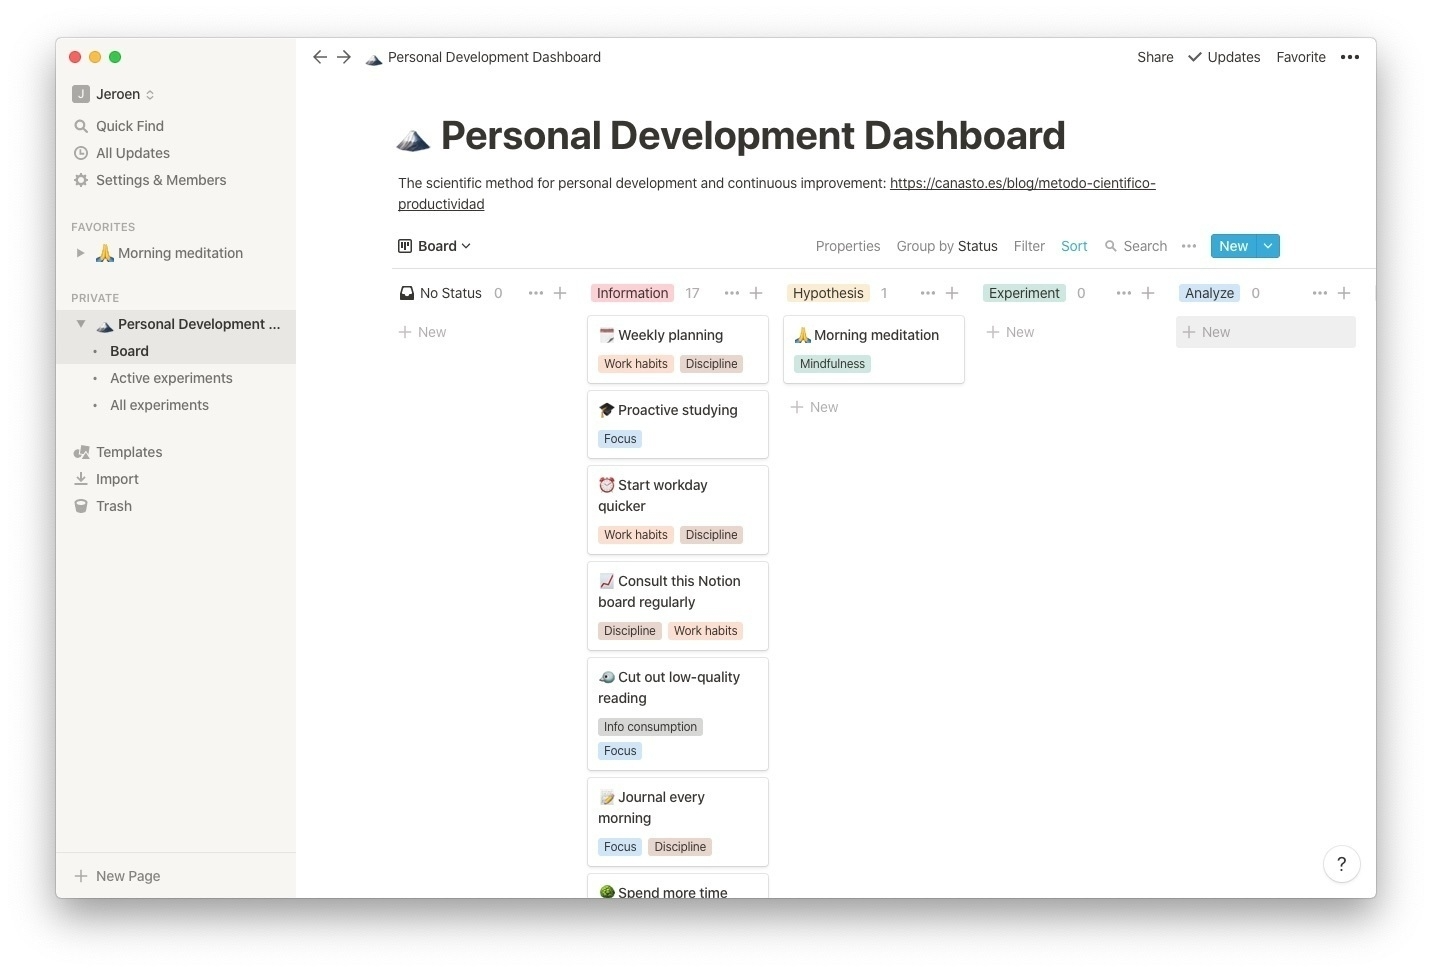 Personal Development Dashboard
Share
Updates
Favorite
J
Jeroen
Quick Find
All Updates
Settings & Members
FAVORITES
Morning meditation
PRIVATE
Personal Development ...
Board
Active experiments
All experiments
Templates
Import
Trash
New Page
Personal Development Dashboard
The scientific method for personal development and continuous improvement: https://canasto.es/blog/metodo-cientifico-
productividad
Board
Properties
Group by Status
Filter
Sort
Search
New
No Status 0
New
Information 17
Weekly planning
Work habits Discipline
Proactive studying
Focus
Start workday
quicker
Work habits Discipline
Consult this Notion
board regularly
Discipline Work habits
Cut out low-quality
reading
Info consumption
Focus
Journal every
morning
Focus Discipline
Spend more time
Hypothesis 1
Morning meditation
Mindfulness
New
Experiment 0
New
Analyze 0
New
?